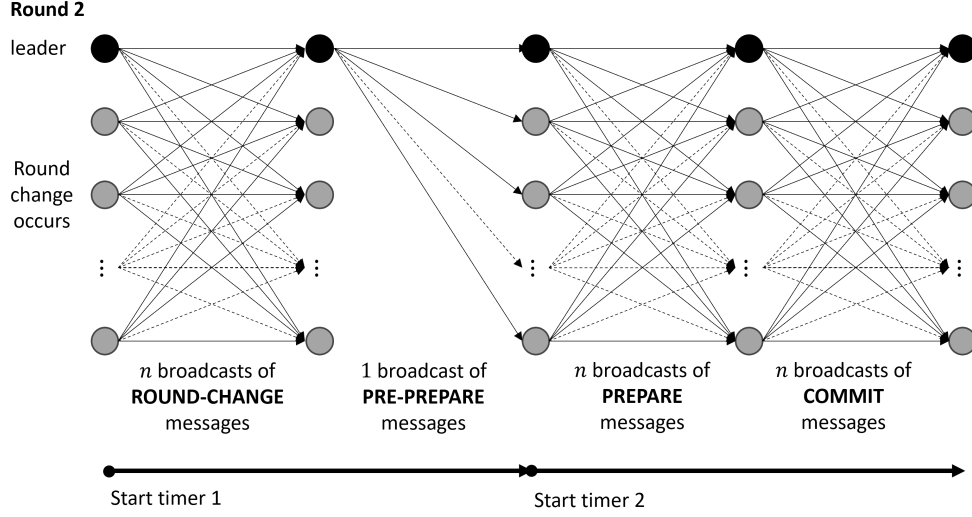 Round 2
leader
Round
change
occurs
⋮ ⋮ ⋮ ⋮ ⋮
n broadcasts of
ROUND-CHANGE
messages
1 broadcast of
PRE-PREPARE
messages
n broadcasts of
PREPARE
messages
n broadcasts of
COMMIT
messages
Start timer 1
Start timer 2